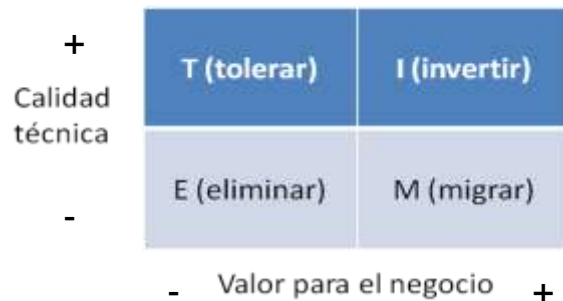 +
Calidad
técnica
-
T (tolerar)
I (invertir)
E (eliminar)
M (migrar)
-
Valor para el negocio
+